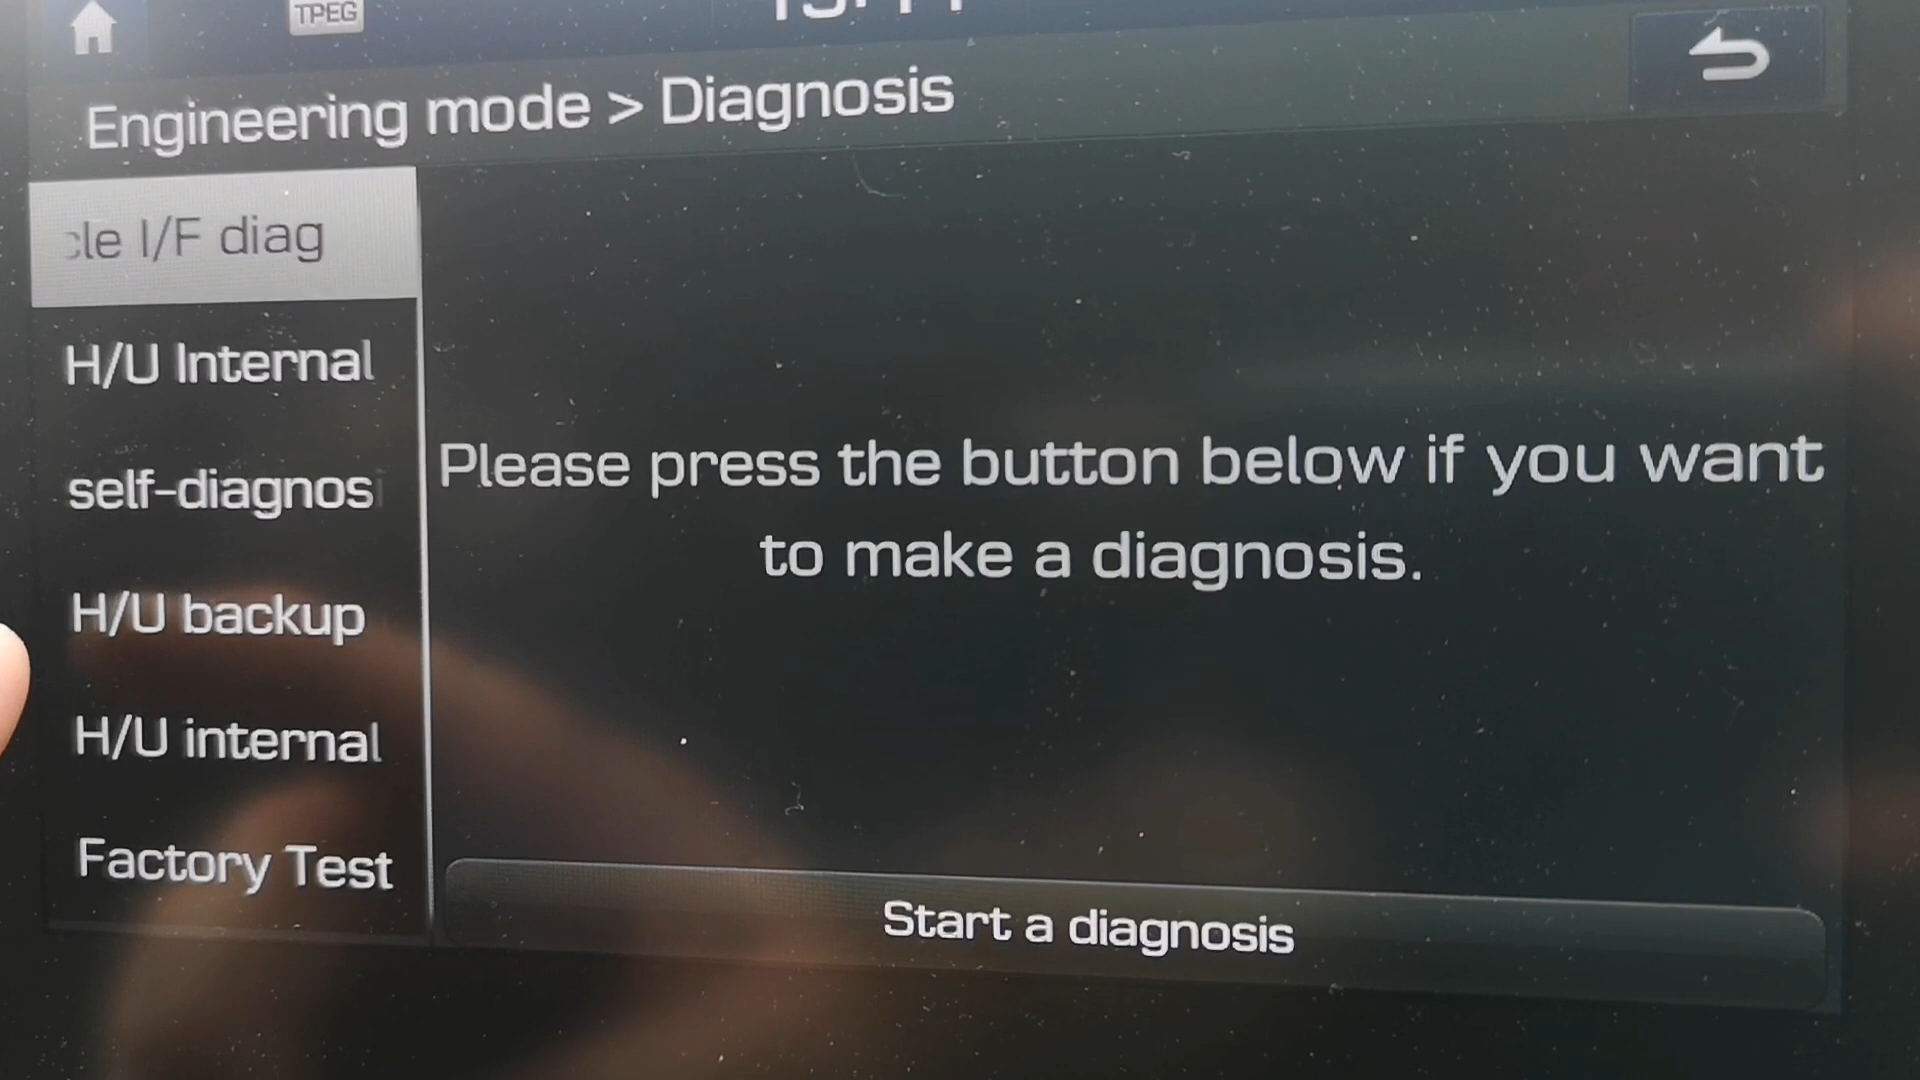 TPEG
Engineering mode > Diagnosis
cle I/F diag
H/U Internal
self-diagnos
H/U backup
H/U internal
Factory Test
Please press the button below if you want
to make a diagnosis.
Start a diagnosis